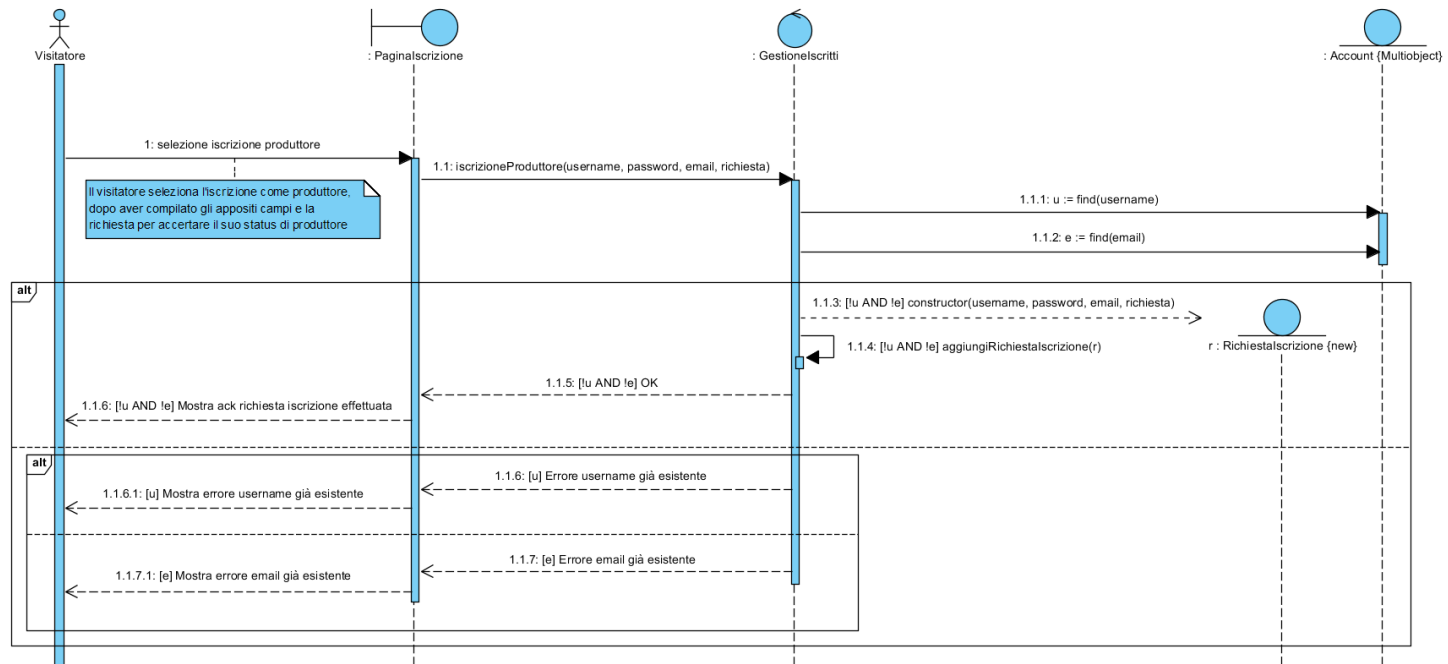 Visitatore
: PaginaIscrizione
: GestioneIscritti
: Account {Multiobject}
1: selezione iscrizione produttore
1.1: iscrizioneProduttore(username, password, email, richiesta)
Il visitatore seleziona l'iscrizione come produttore,
dopo aver compilato gli appositi campi e la
richiesta per accertare il suo status di produttore
1.1.1: u := find(username)
1.1.2: e := find(email)
alt
1.1.3: [!u AND !e] constructor(username, password, email, richiesta)
r : RichiestaIscrizione {new}
1.1.4: [!u AND !e] aggiungiRichiestaIscrizione(r)
1.1.5: [!u AND !e] OK
1.1.6: [!u AND !e] Mostra ack richiesta iscrizione effettuata
alt
1.1.6: [u] Errore username già esistente
1.1.6.1: [u] Mostra errore username già esistente
1.1.7: [e] Errore email già esistente
1.1.7.1: [e] Mostra errore email già esistente